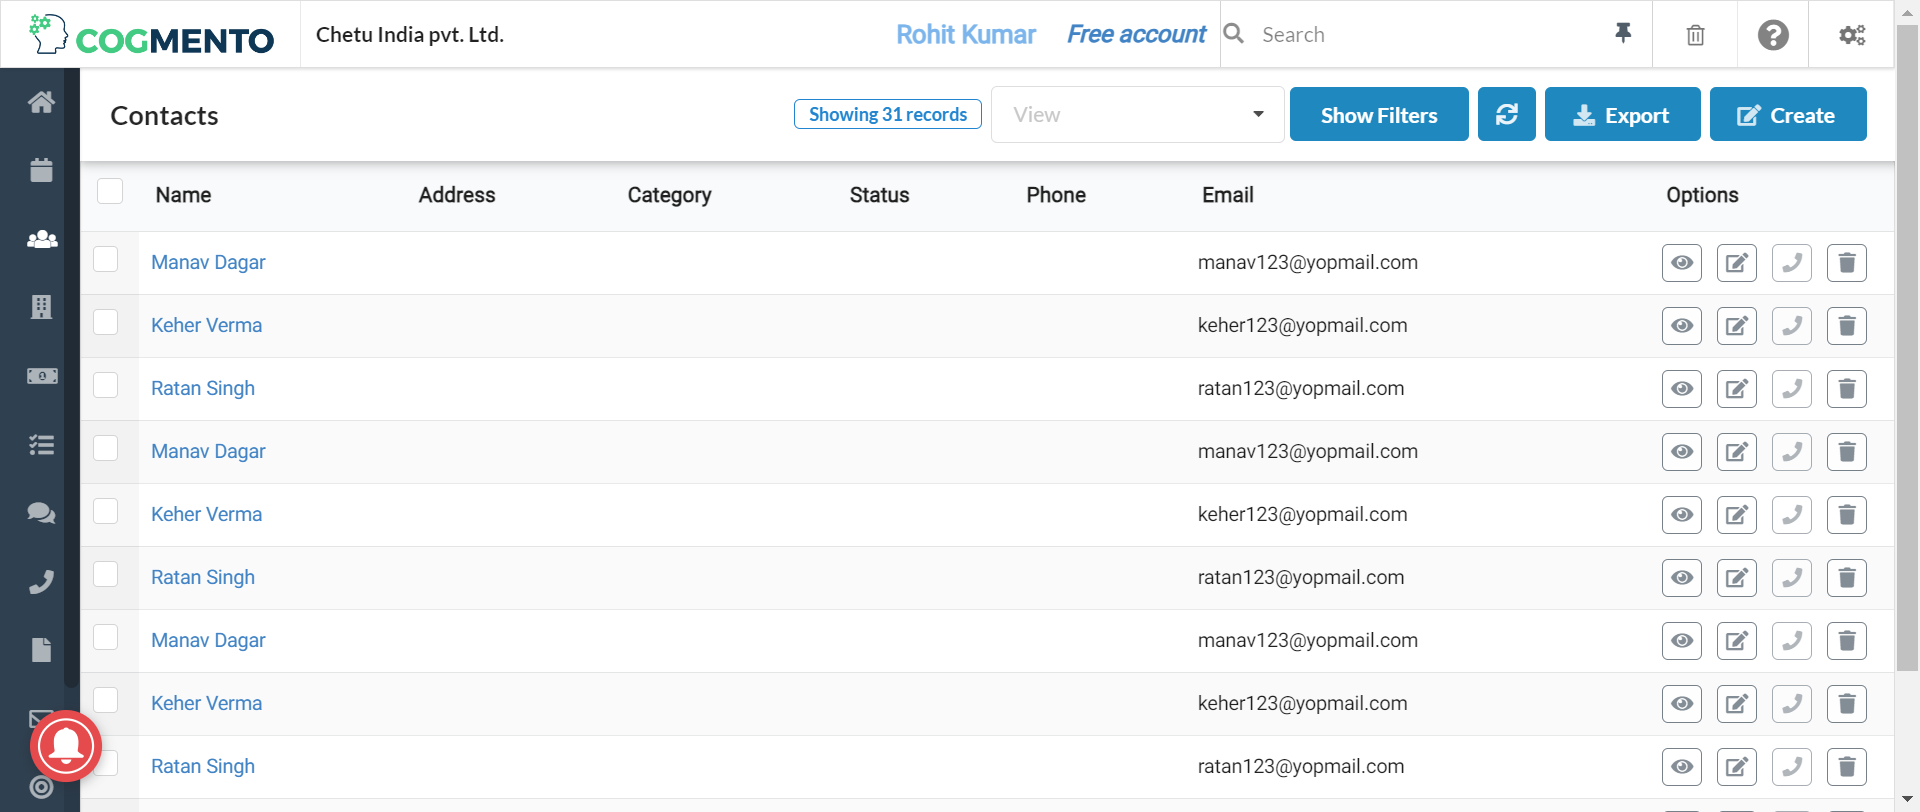 COGMENTO
Chetu India pvt. Ltd.
Rohit Kumar
Free account
Search
Contacts
Showing 31 records
View
Show Filters
Export
Create
Name Address Category Status Phone Email Options
Manav Dagar manav123@yopmail.com
Keher Verma keher123@yopmail.com
Ratan Singh ratan123@yopmail.com
Manav Dagar manav123@yopmail.com
Keher Verma keher123@yopmail.com
Ratan Singh ratan123@yopmail.com
Manav Dagar manav123@yopmail.com
Keher Verma keher123@yopmail.com
Ratan Singh ratan123@yopmail.com